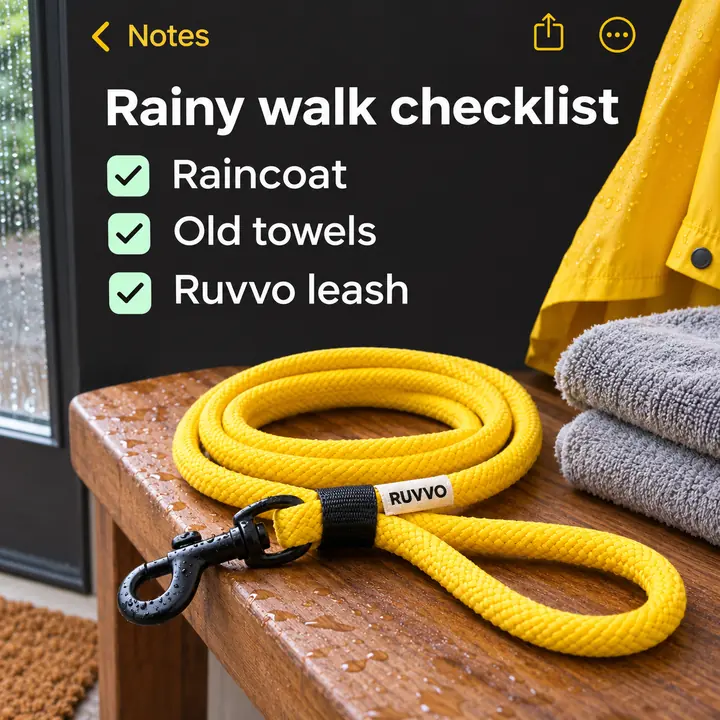 Notes
Rainy walk checklist
Raincoat
Old towels
Ruvvo leash
RUVVO